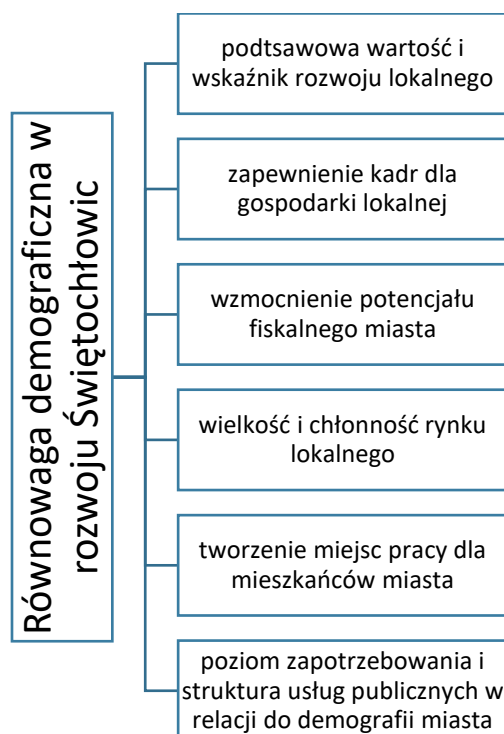 Równowaga demograficzna w
rozwoju Świętochłowic
podtsawowa wartość i
wskaźnik rozwoju lokalnego
zapewnienie kadr dla
gospodarki lokalnej
wzmocnienie potencjału
fiskalnego miasta
wielkość i chłonność rynku
lokalnego
tworzenie miejsc pracy dla
mieszkańców miasta
poziom zapotrzebowania i
struktura usług publicznych w
relacji do demografii miasta